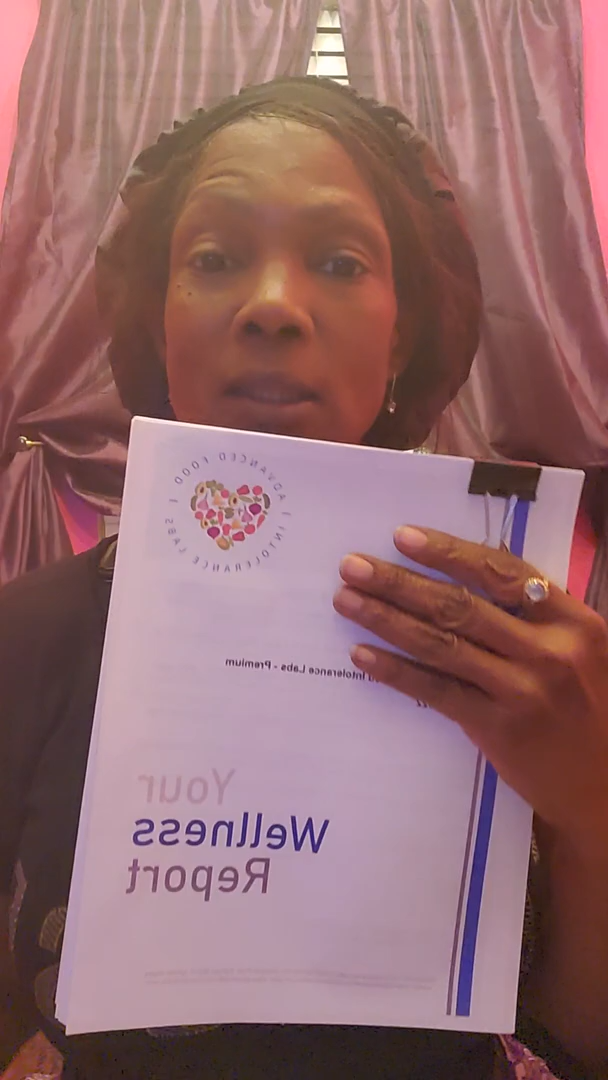 ADVANCED FOOD | INTOLERANCE LABS |
Intolerance Labs - Premium
Your
Wellness
Report